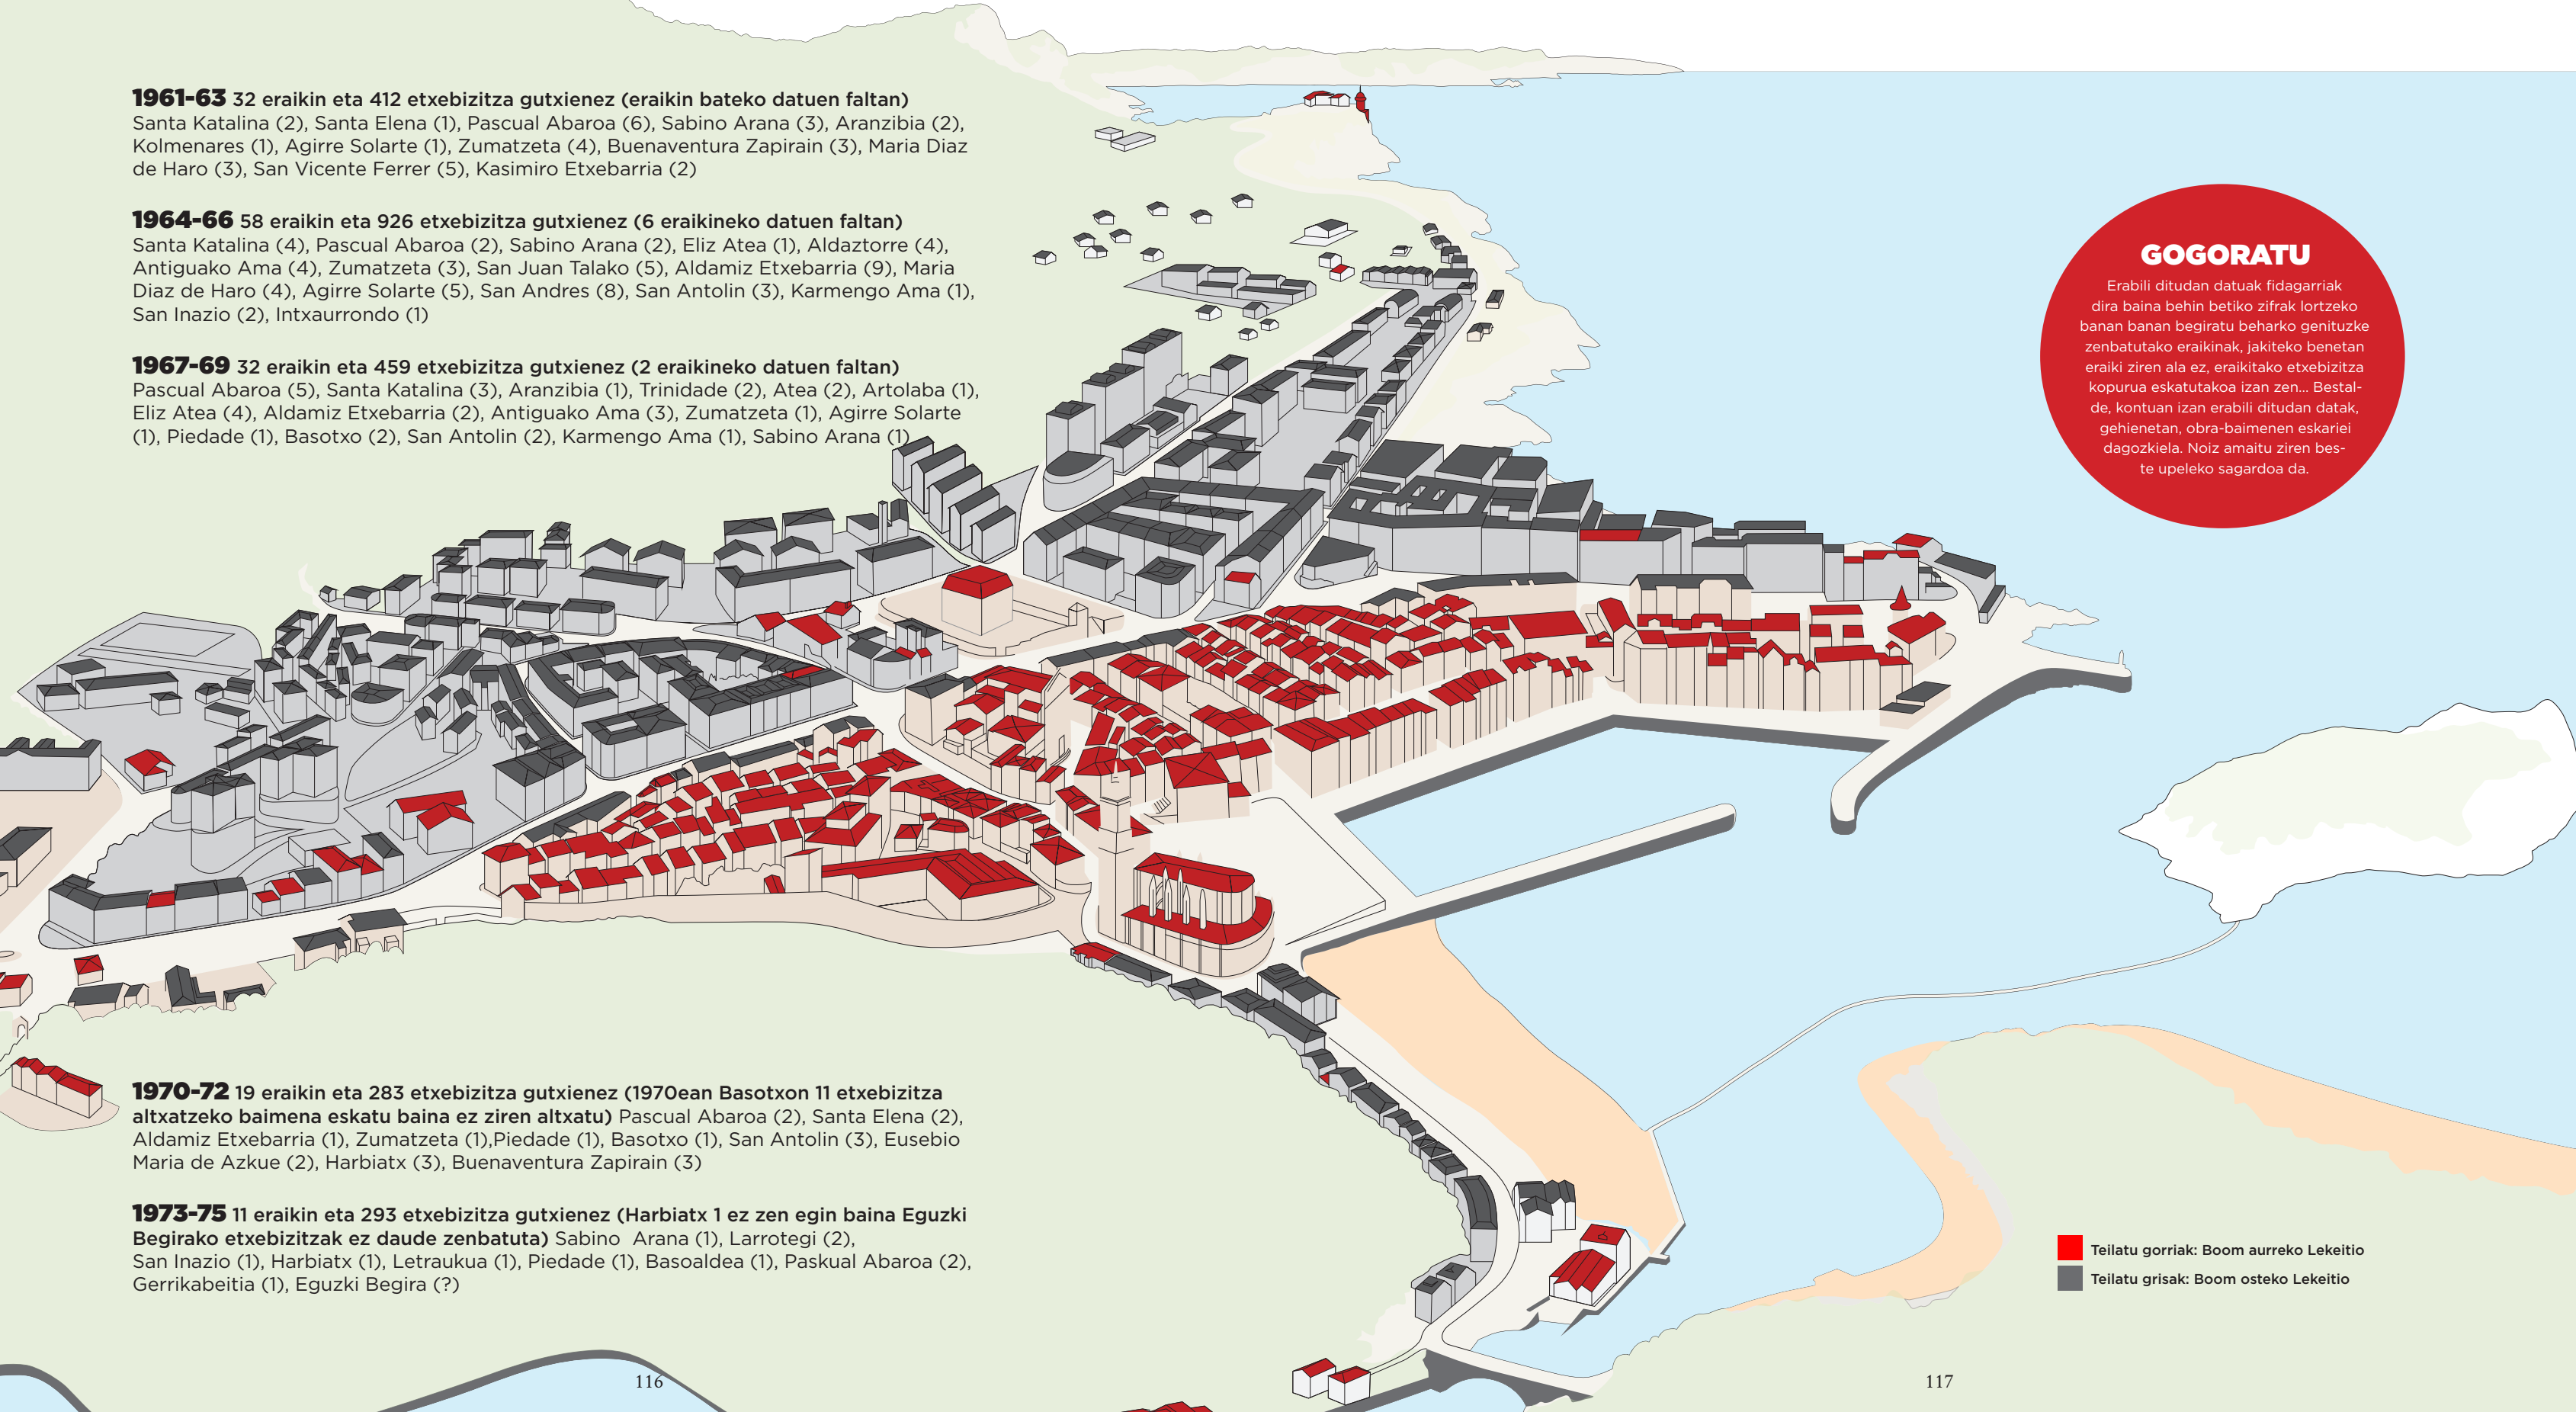 1961-63 32 eraikin eta 412 etxebizitza gutxienez (eraikin bateko datuen faltan)
Santa Katalina (2), Santa Elena (1), Pascual Abaroa (6), Sabino Arana (3), Aranzibia (2),
Kolmenares (1), Agirre Solarte (1), Zumatzeta (4), Buenaventura Zapirain (3), Maria Diaz
de Haro (3), San Vicente Ferrer (5), Kasimiro Etxebarria (2)
1964-66 58 eraikin eta 926 etxebizitza gutxienez (6 eraikineko datuen faltan)
Santa Katalina (4), Pascual Abaroa (2), Sabino Arana (2), Eliz Atea (1), Aldaztorre (4),
Antiguako Ama (4), Zumatzeta (3), San Juan Talako (5), Aldamiz Etxebarria (9), Maria
Diaz de Haro (4), Agirre Solarte (5), San Andres (8), San Antolin (3), Karmengo Ama (1),
San Inazio (2), Intxaurrondo (1)
1967-69 32 eraikin eta 459 etxebizitza gutxienez (2 eraikineko datuen faltan)
Pascual Abaroa (5), Santa Katalina (3), Aranzibia (1), Trinidade (2), Atea (2), Artolaba (1),
Eliz Atea (4), Aldamiz Etxebarria (2), Antiguako Ama (3), Zumatzeta (1), Agirre Solarte
(1), Piedade (1), Basotxo (2), San Antolin (2), Karmengo Ama (1), Sabino Arana (1)
1970-72 19 eraikin eta 283 etxebizitza gutxienez (1970ean Basotxon 11 etxebizitza
altxatzeko baimena eskatu baina ez ziren altxatu) Pascual Abaroa (2), Santa Elena (2),
Aldamiz Etxebarria (1), Zumatzeta (1),Piedade (1), Basotxo (1), San Antolin (3), Eusebio
Maria de Azkue (2), Harbiatx (3), Buenaventura Zapirain (3)
1973-75 11 eraikin eta 293 etxebizitza gutxienez (Harbiatx 1 ez zen egin baina Eguzki
Begirako etxebizitzak ez daude zenbatuta) Sabino Arana (1), Larrotegi (2),
San Inazio (1), Harbiatx (1), Letraukua (1), Piedade (1), Basoaldea (1), Paskual Abaroa (2),
Gerrikabeitia (1), Eguzki Begira (?)
116
GOGORATU
Erabili ditudan datuak fidagarriak
dira baina behin betiko zifrak lortzeko
banan banan begiratu beharko genituzke
zenbatutako eraikinak, jakiteko benetan
eraiki ziren ala ez, eraikitako etxebizitza
kopurua eskatutakoa izan zen... Bestal-
de, kontuan izan erabili ditudan datak,
gehienetan, obra-baimenen eskariei
dagozkiela. Noiz amaitu ziren bes-
te upeleko sagardoa da.
Teilatu gorriak: Boom aurreko Lekeitio
Teilatu grisak: Boom osteko Lekeitio
117